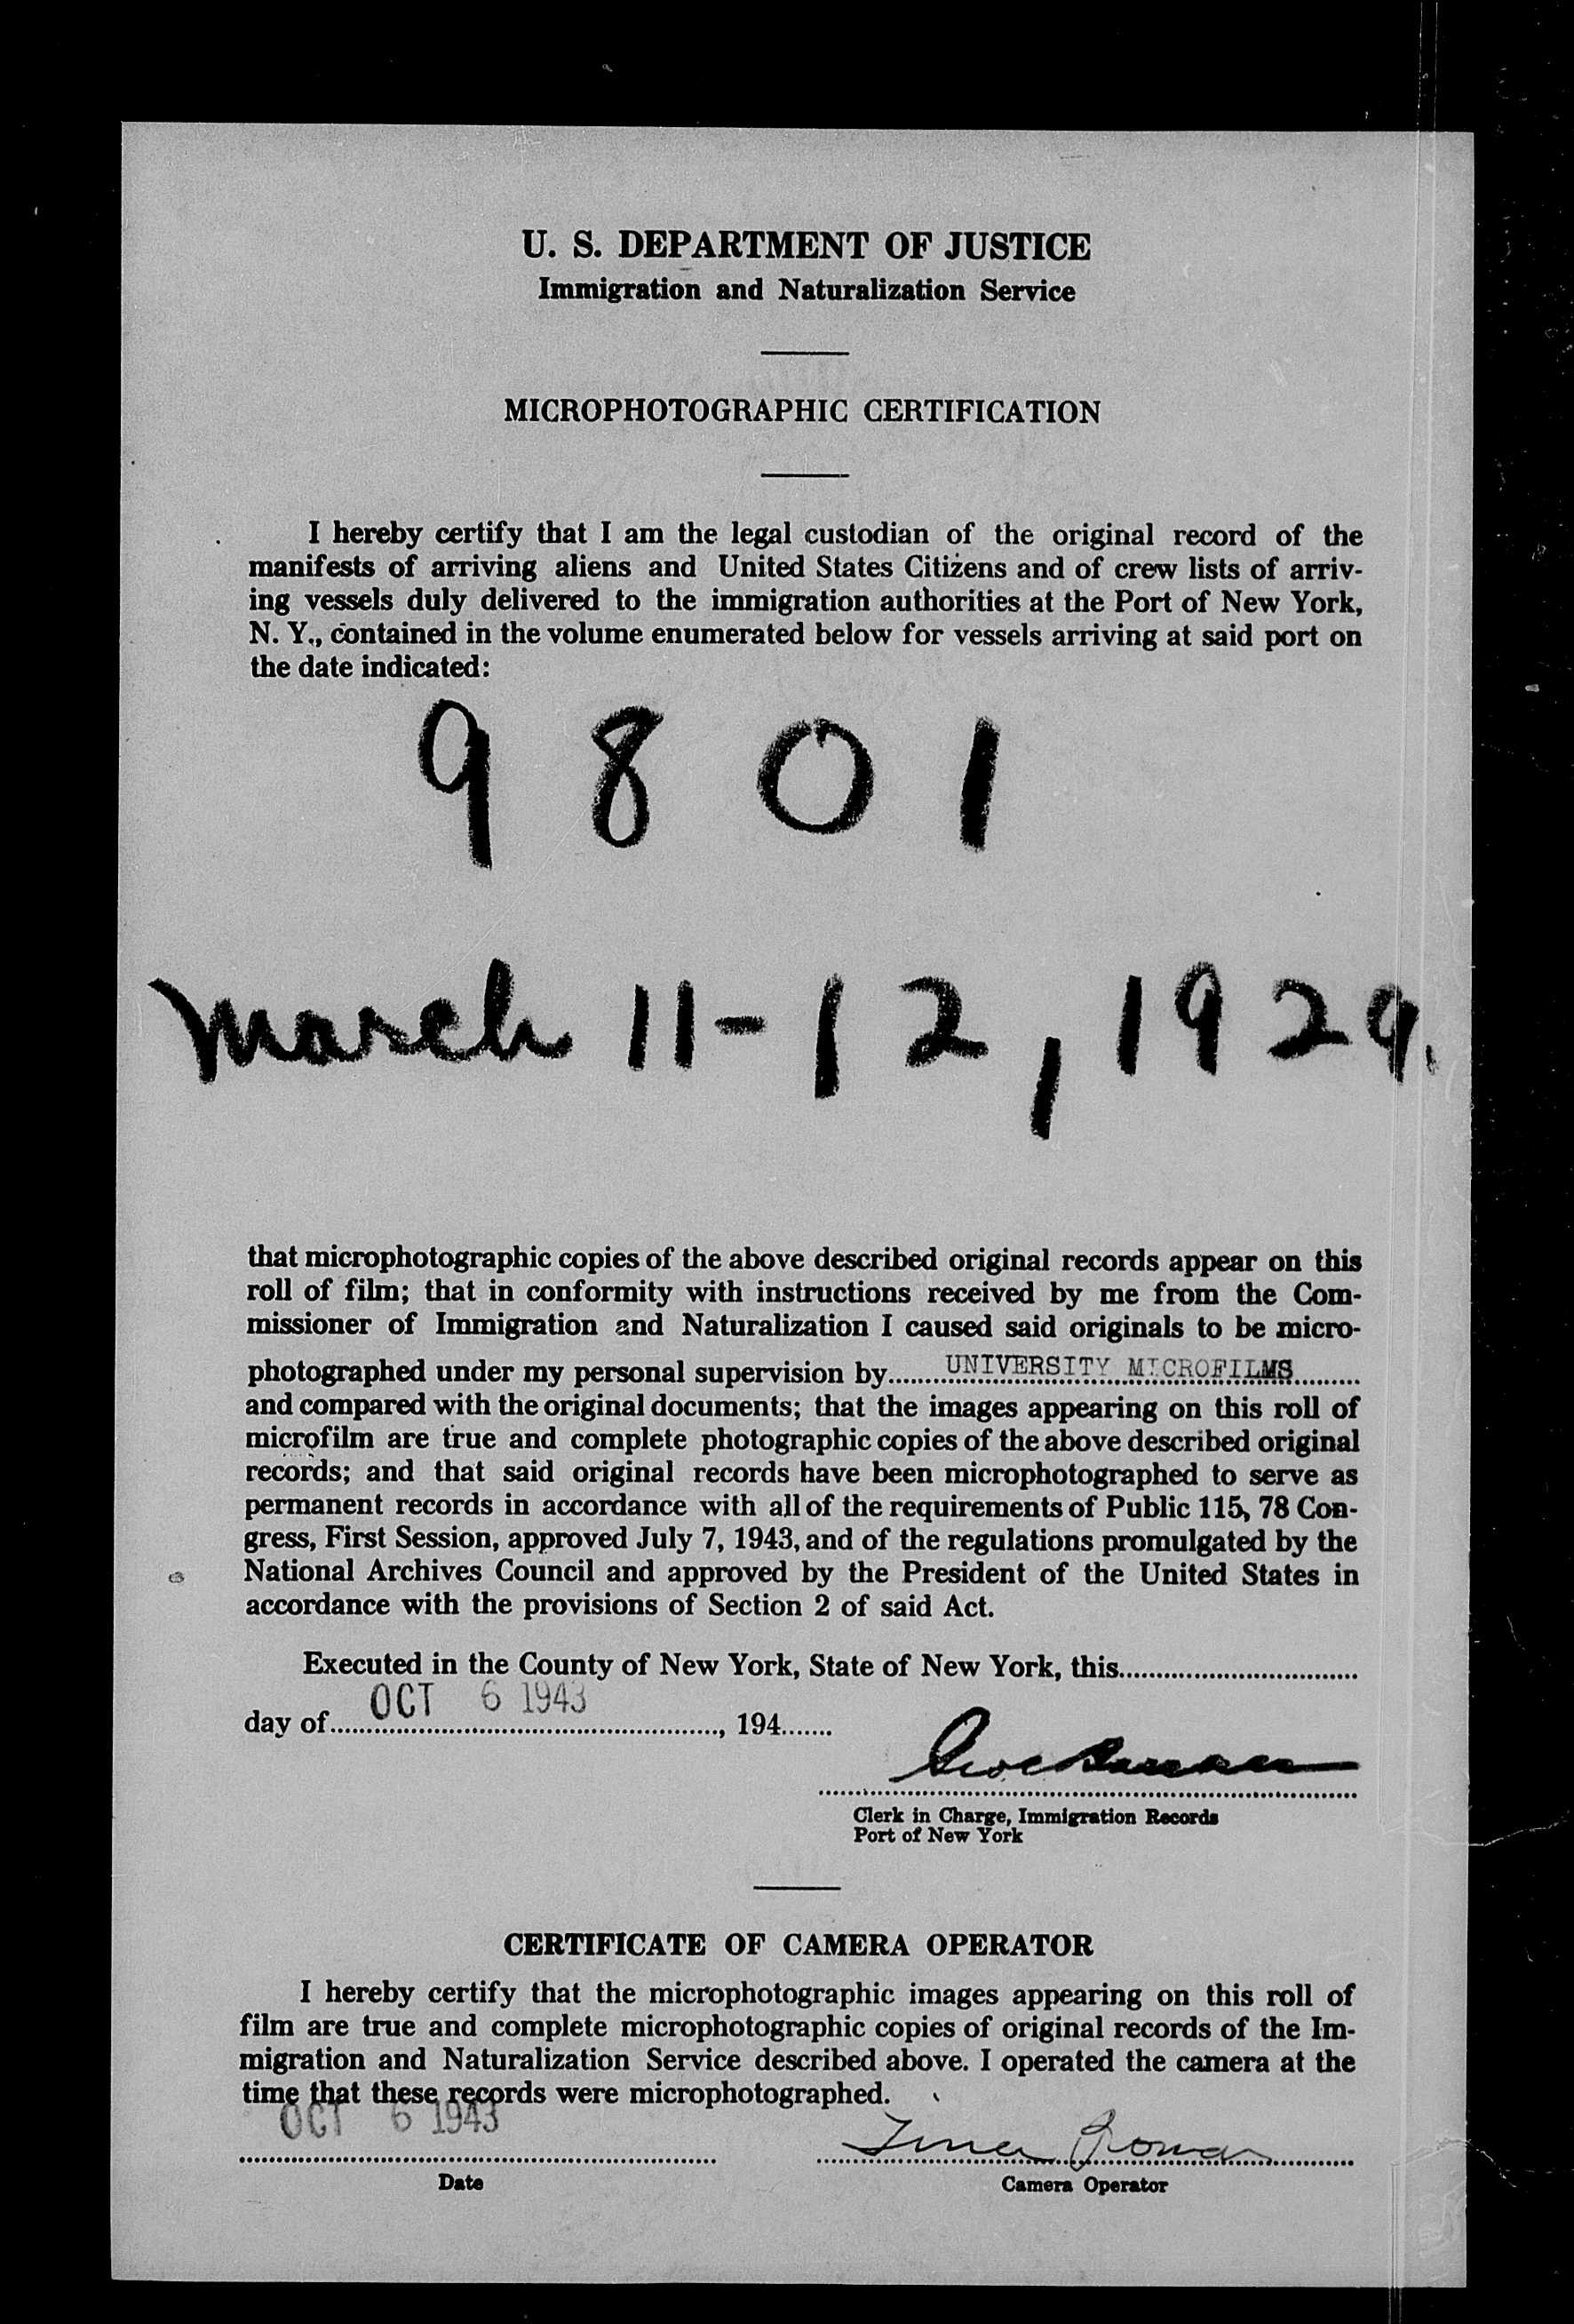 U. S. DEPARTMENT OF JUSTICE
Immigration and Naturalization Service
MICROPHOTOGRAPHIC CERTIFICATION
I hereby certify that I am the legal custodian of the original record of the
manifests of arriving aliens and United States Citizens and of crew lists of arriv-
ing vessels duly delivered to the immigration authorities at the Port of New York,
N. Y., contained in the volume enumerated below for vessels arriving at said port on
the date indicated:
9801
March 11-12, 1929.
that microphotographic copies of the above described original records appear on this
roll of film; that in conformity with instructions received by me from the Com-
missioner of Immigration and Naturalization I caused said originals to be micro-
photographed under my personal supervision by UNIVERSITY MICROFILMS
and compared with the original documents; that the images appearing on this roll of
microfilm are true and complete photographic copies of the above described original
records; and that said original records have been microphotographed to serve as
permanent records in accordance with all of the requirements of Public 115, 78 Con-
gress, First Session, approved July 7, 1943, and of the regulations promulgated by the
National Archives Council and approved by the President of the United States in
accordance with the provisions of Section 2 of said Act.
Executed in the County of New York, State of New York, this
day of OCT 6 1943, 194
Clerk in Charge, Immigration Records
Port of New York
CERTIFICATE OF CAMERA OPERATOR
I hereby certify that the microphotographic images appearing on this roll of
film are true and complete microphotographic copies of original records of the Im-
migration and Naturalization Service described above. I operated the camera at the
time that these records were microphotographed.
OCT 6 1943
Date
Camera Operator